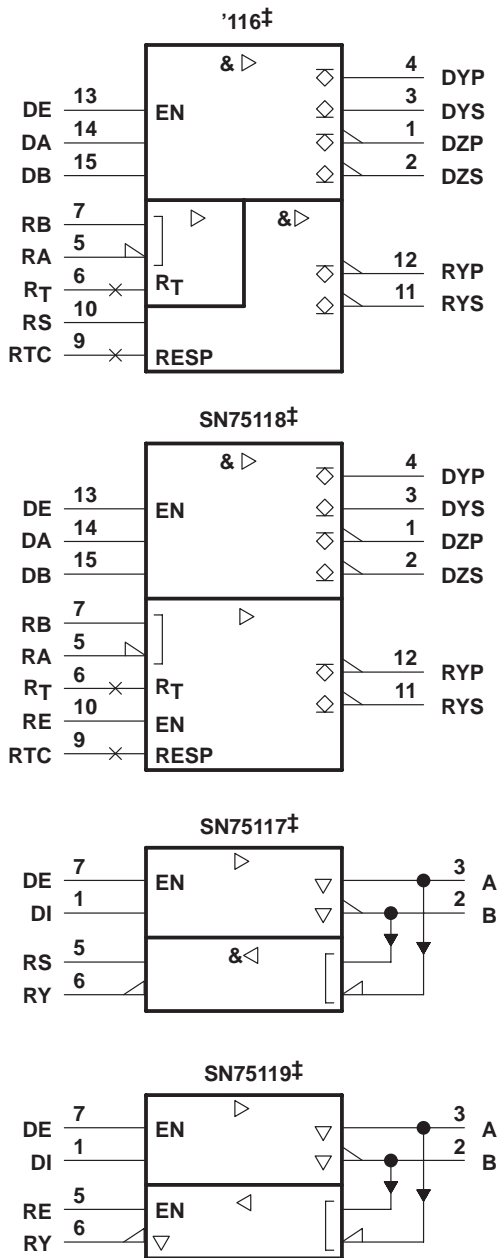 '116‡
& ▷
DE 13 EN 4 DYP
DA 14 3 DYS
DB 15 1 DZP
2 DZS
RB 7 ▷ &▷
RA 5
RT 6 RT 12 RYP
RS 10 11 RYS
RTC 9 RESP
SN75118‡
& ▷
DE 13 EN 4 DYP
DA 14 3 DYS
DB 15 1 DZP
2 DZS
RB 7 ▷
RA 5
RT 6 RT 12 RYP
RE 10 EN 11 RYS
RTC 9 RESP
SN75117‡
DE 7 EN 3 A
DI 1 2 B
RS 5 &◁
RY 6
SN75119‡
DE 7 EN 3 A
DI 1 2 B
RE 5 EN
RY 6